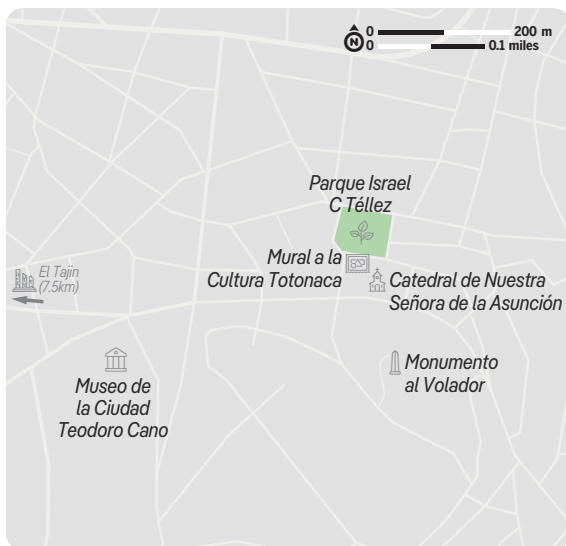 0 200 m
N
0 0.1 miles
Parque Israel
C Téllez
Mural a la
Cultura Totonaca
El Tajín
(7.5km)
Catedral de Nuestra
Señora de la Asunción
Monumento
al Volador
Museo de
la Ciudad
Teodoro Cano